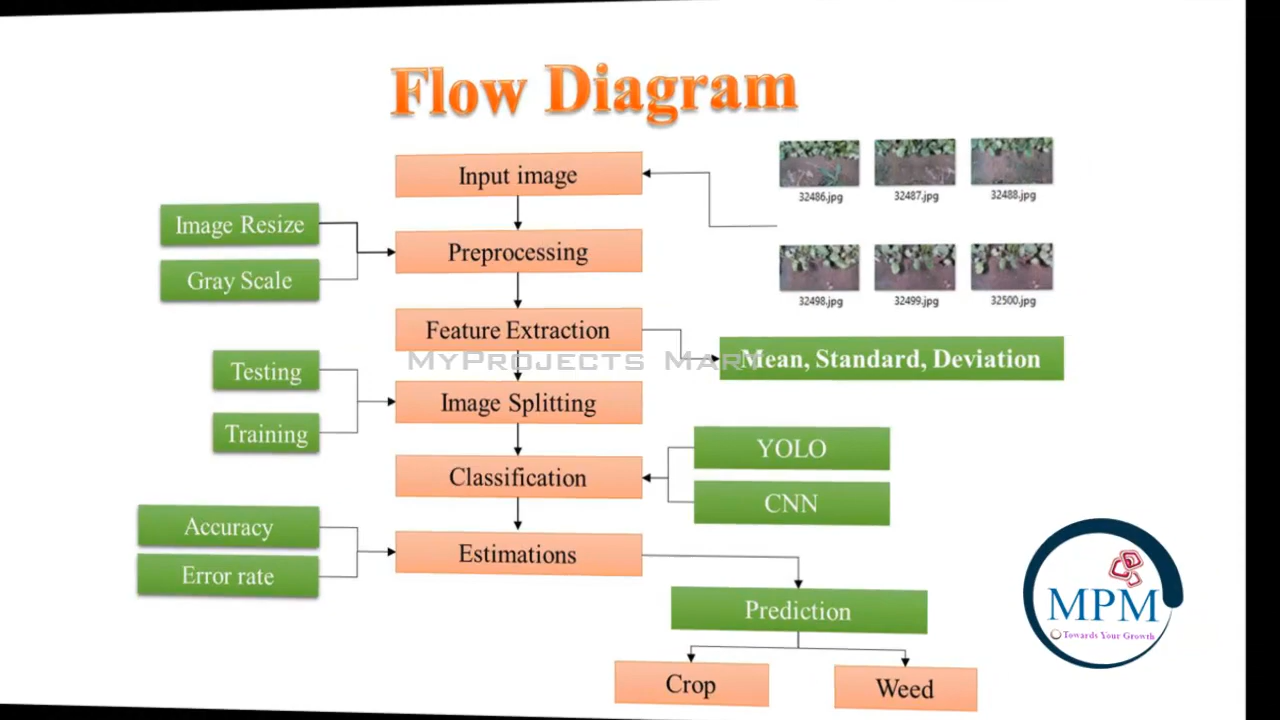 Flow Diagram
Input image
32486.jpg
32487.jpg
32488.jpg
Image Resize
Gray Scale
Preprocessing
32498.jpg
32499.jpg
32500.jpg
Feature Extraction
Mean, Standard, Deviation
MyProjects Mart
Testing
Training
Image Splitting
YOLO
CNN
Classification
Accuracy
Error rate
Estimations
Prediction
Crop
Weed
MPM
Towards Your Growth